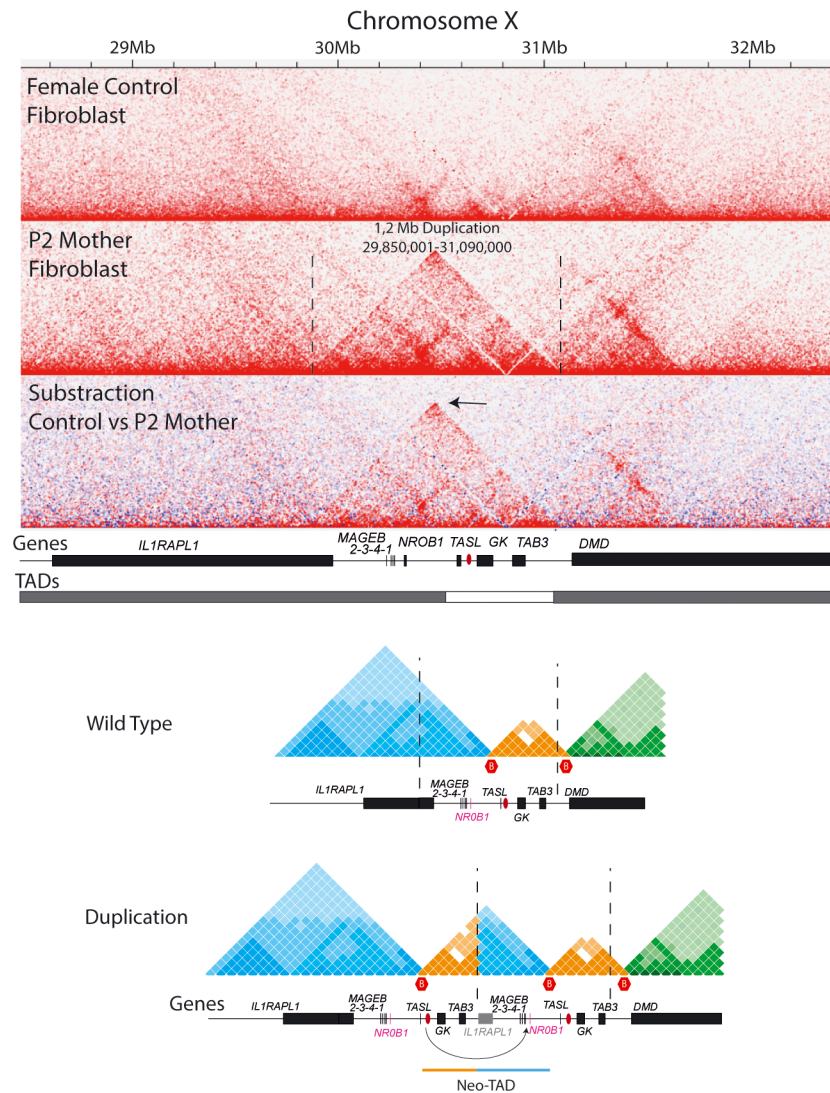 Chromosome X
29Mb 30Mb 31Mb 32Mb
Female Control
Fibroblast
P2 Mother
Fibroblast
1,2 Mb Duplication
29,850,001-31,090,000
Substraction
Control vs P2 Mother
Genes
IL1RAPL1
MAGEB
2-3-4-1
NROB1
TASL
GK
TAB3
DMD
TADs
Wild Type
B
B
IL1RAPL1
MAGEB
2-3-4-1
NR0B1
TASL
GK
TAB3
DMD
Duplication
B
B
B
Genes
IL1RAPL1
MAGEB
2-3-4-1
NR0B1
TASL
GK
TAB3
IL1RAPL1
MAGEB
2-3-4-1
NR0B1
TASL
GK
TAB3
DMD
Neo-TAD